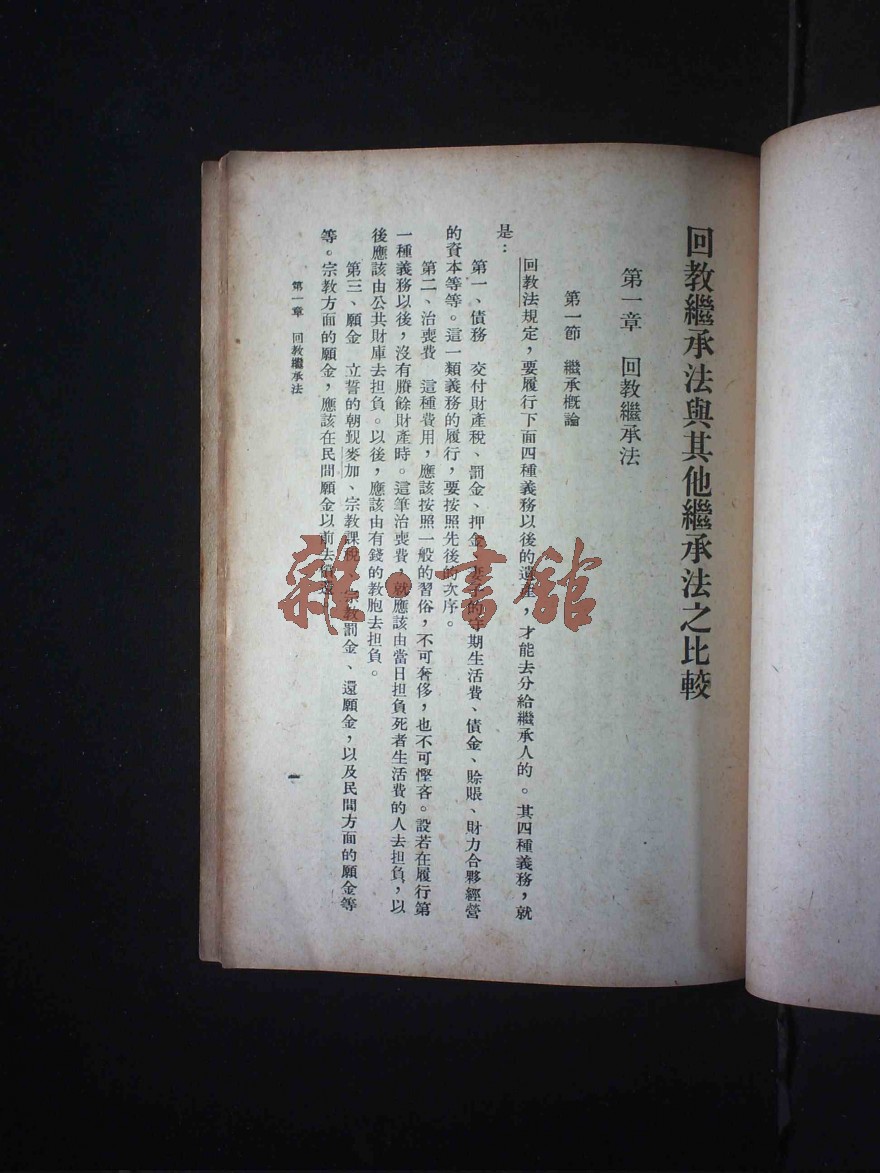 回教繼承法與其他繼承法之比較
第一章　回教繼承法
第一節　繼承概論
回教法規定，要履行下面四種義務以後的遺產，才能去分給繼承人的。其四種義務，就
是：
第一、債務　交付財產稅、罰金、押金、妻子的守期生活費、債金、賒賬、財力合夥經營
的資本等等。這一類義務的履行，要按照先後的次序。
第二、治喪費　這種費用，應該按照一般的習俗，不可奢侈，也不可慳吝。設若在履行第
一種義務以後，沒有賸餘財產時。這筆治喪費，就應該由當日担負死者生活費的人去担負，以
後應該由公共財庫去担負。以後，應該由有錢的教胞去担負。
第三、願金　立誓的朝覲麥加、宗教課稅、宗教罰金、還願金，以及民間方面的願金等
等。宗教方面的願金，應該在民間願金以前去償還
第一章　回教繼承法
一
雜·書館